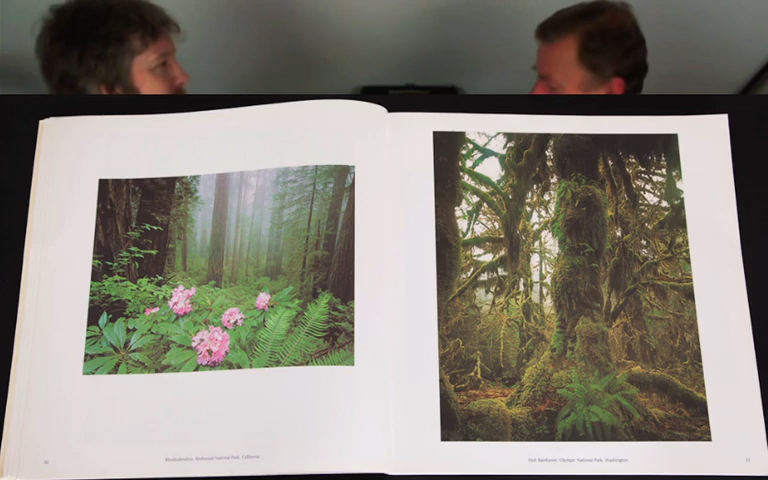 Rhododendron, Redwood National Park, California
Hoh Rainforest, Olympic National Park, Washington